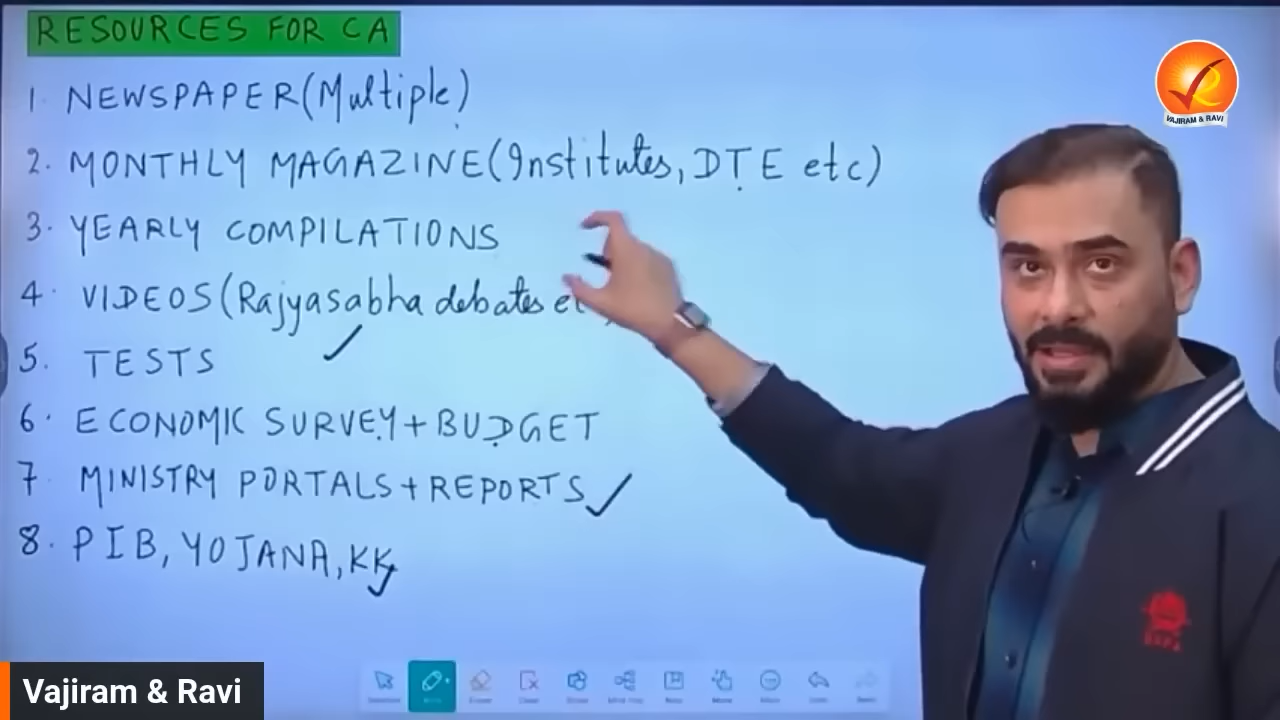 RESOURCES FOR CA
1. NEWSPAPER (Multiple)
2. MONTHLY MAGAZINE (Institutes, DTE etc)
3. YEARLY COMPILATIONS
4. VIDEOS (Rajyasabha debates et
5. TESTS
6. ECONOMIC SURVEY + BUDGET
7 MINISTRY PORTALS + REPORTS
8. PIB, YOJANA, KK
VAJIRAM & RAVI
Vajiram & Ravi